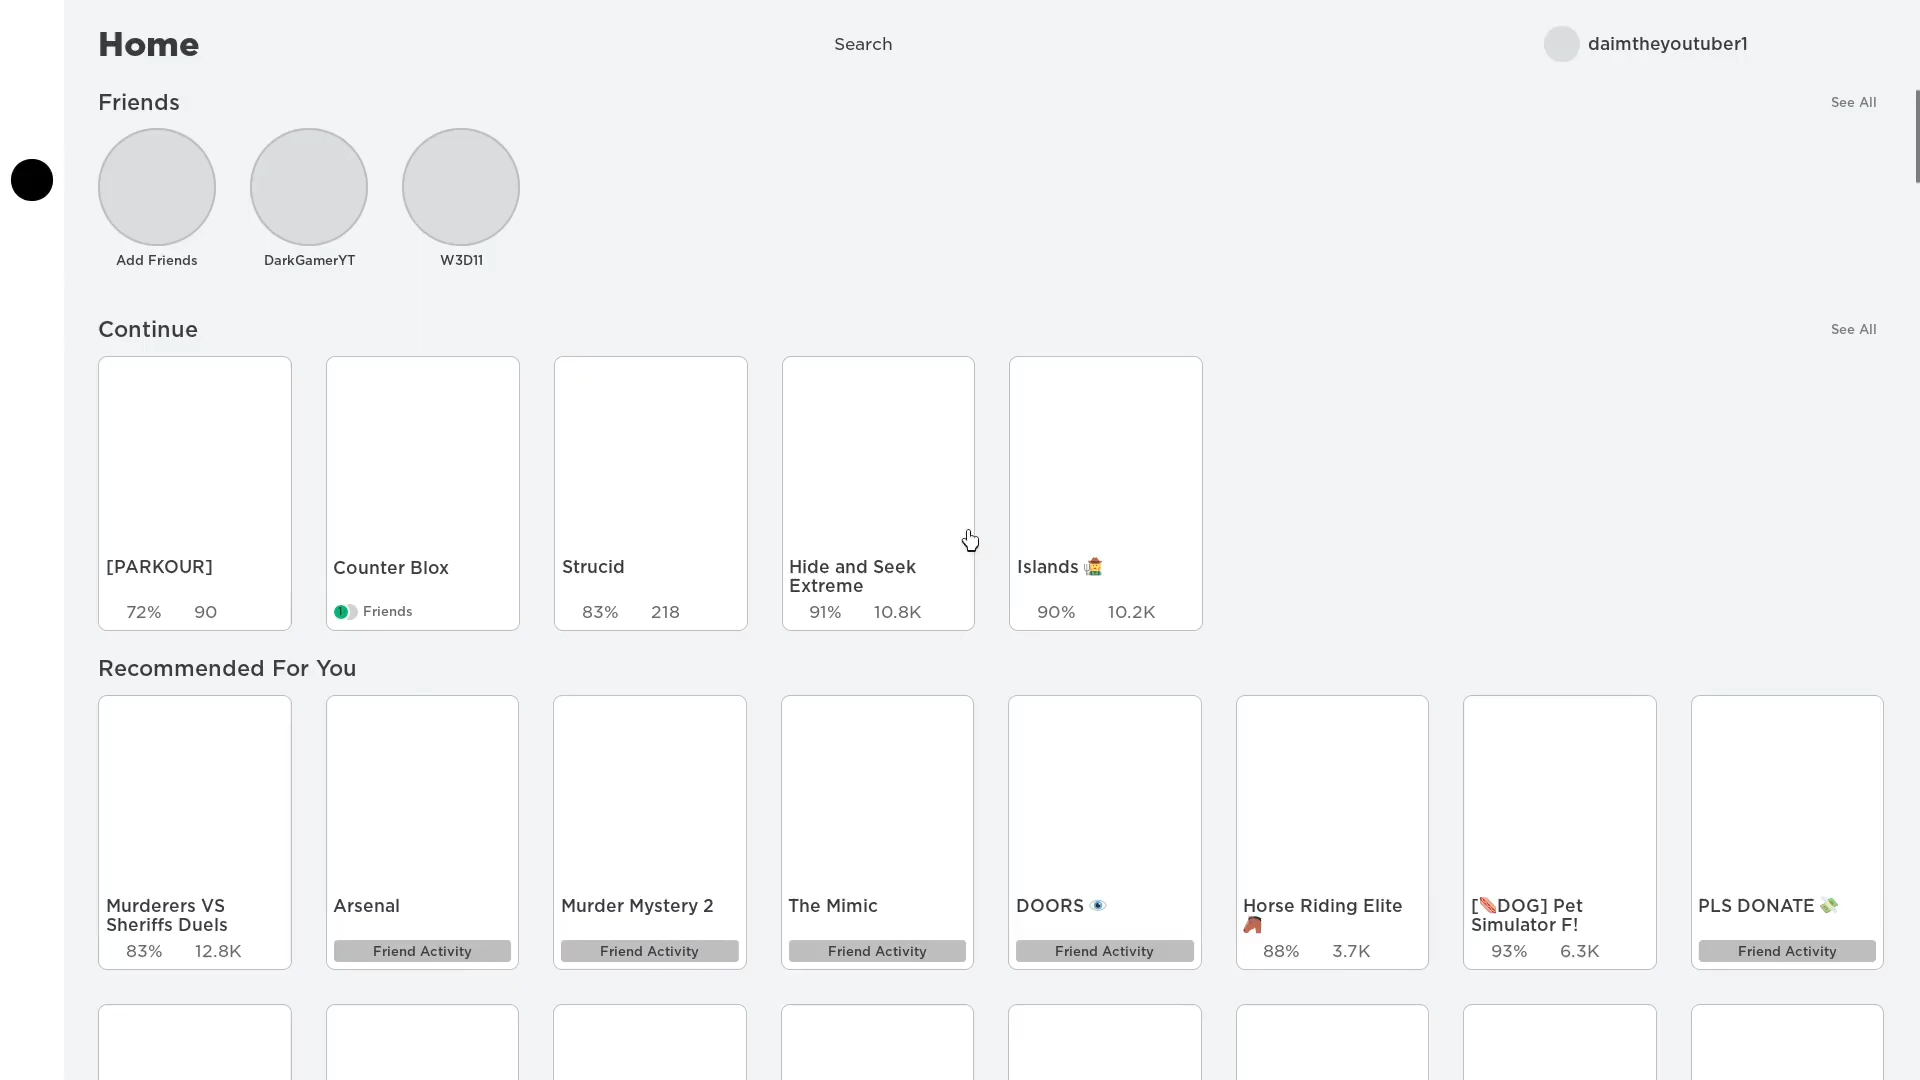 Home
Search
daimtheyoutuber1
Friends
See All
Add Friends
DarkGamerYT
W3D11
Continue
See All
[PARKOUR]
72% 90
Counter Blox
1 Friends
Strucid
83% 218
Hide and Seek
Extreme
91% 10.8K
Islands 🧑‍🌾
90% 10.2K
Recommended For You
Murderers VS
Sheriffs Duels
83% 12.8K
Arsenal
Friend Activity
Murder Mystery 2
Friend Activity
The Mimic
Friend Activity
DOORS 👁️
Friend Activity
Horse Riding Elite
🐴
88% 3.7K
[🌭DOG] Pet
Simulator F!
93% 6.3K
PLS DONATE 💸
Friend Activity